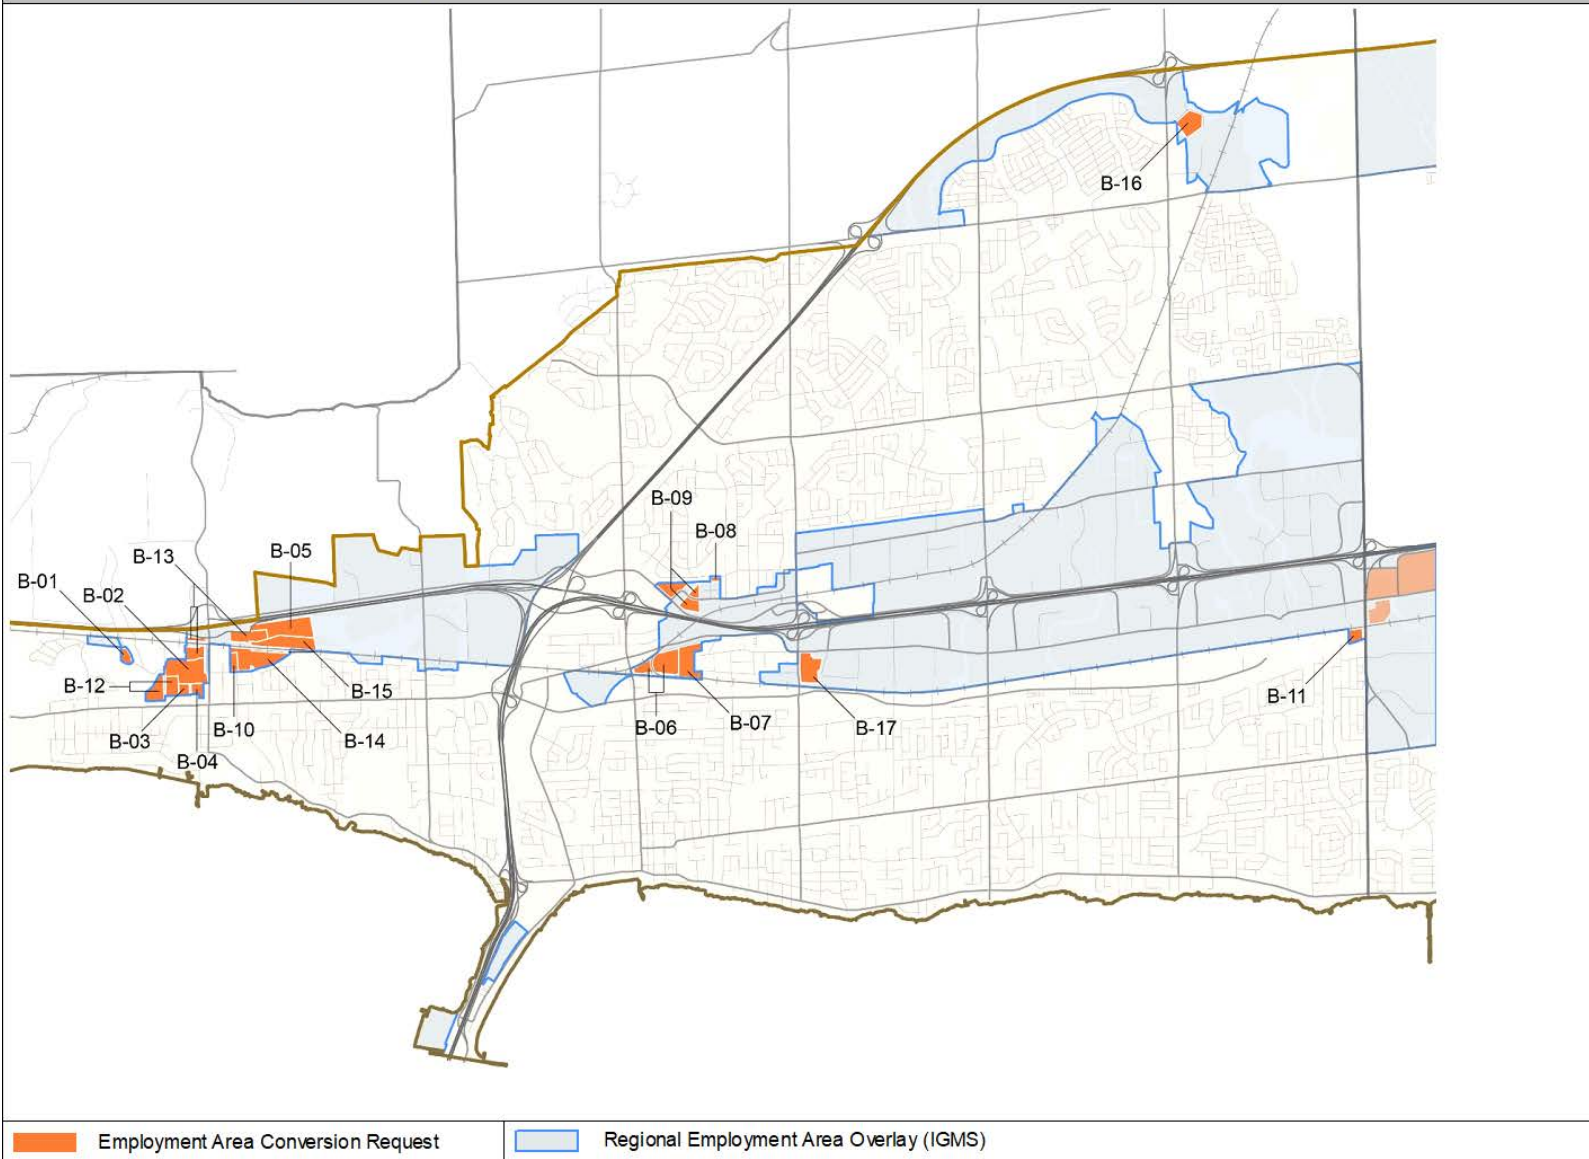 B-16
B-09
B-08
B-13
B-05
B-01
B-02
B-12
B-15
B-11
B-03
B-10
B-14
B-06
B-07
B-17
B-04
Employment Area Conversion Request
Regional Employment Area Overlay (IGMS)